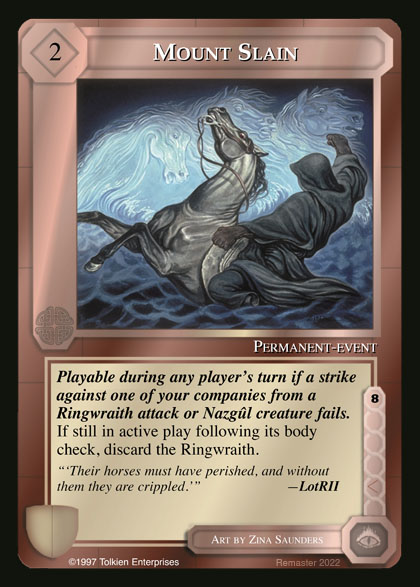 2
Mount Slain
Permanent-event
Playable during any player's turn if a strike
against one of your companies from a
Ringwraith attack or Nazgûl creature fails.
If still in active play following its body
check, discard the Ringwraith.
“‘Their horses must have perished, and without
them they are crippled.’” —LotRII
8
Art by Zina Saunders
©1997 Tolkien Enterprises
Remaster 2022